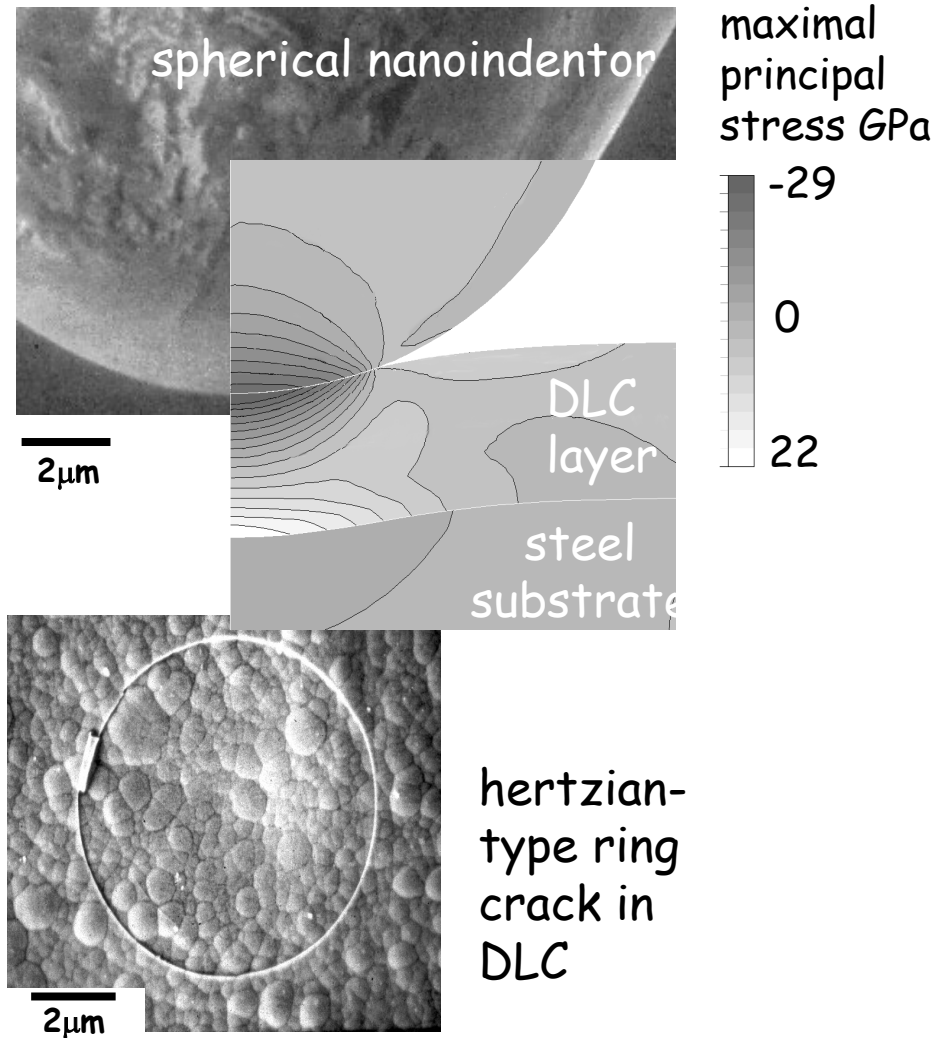 spherical nanoindentor
maximal
principal
stress GPa
-29
0
22
DLC
layer
steel
substrate
2μm
hertzian-
type ring
crack in
DLC
2μm